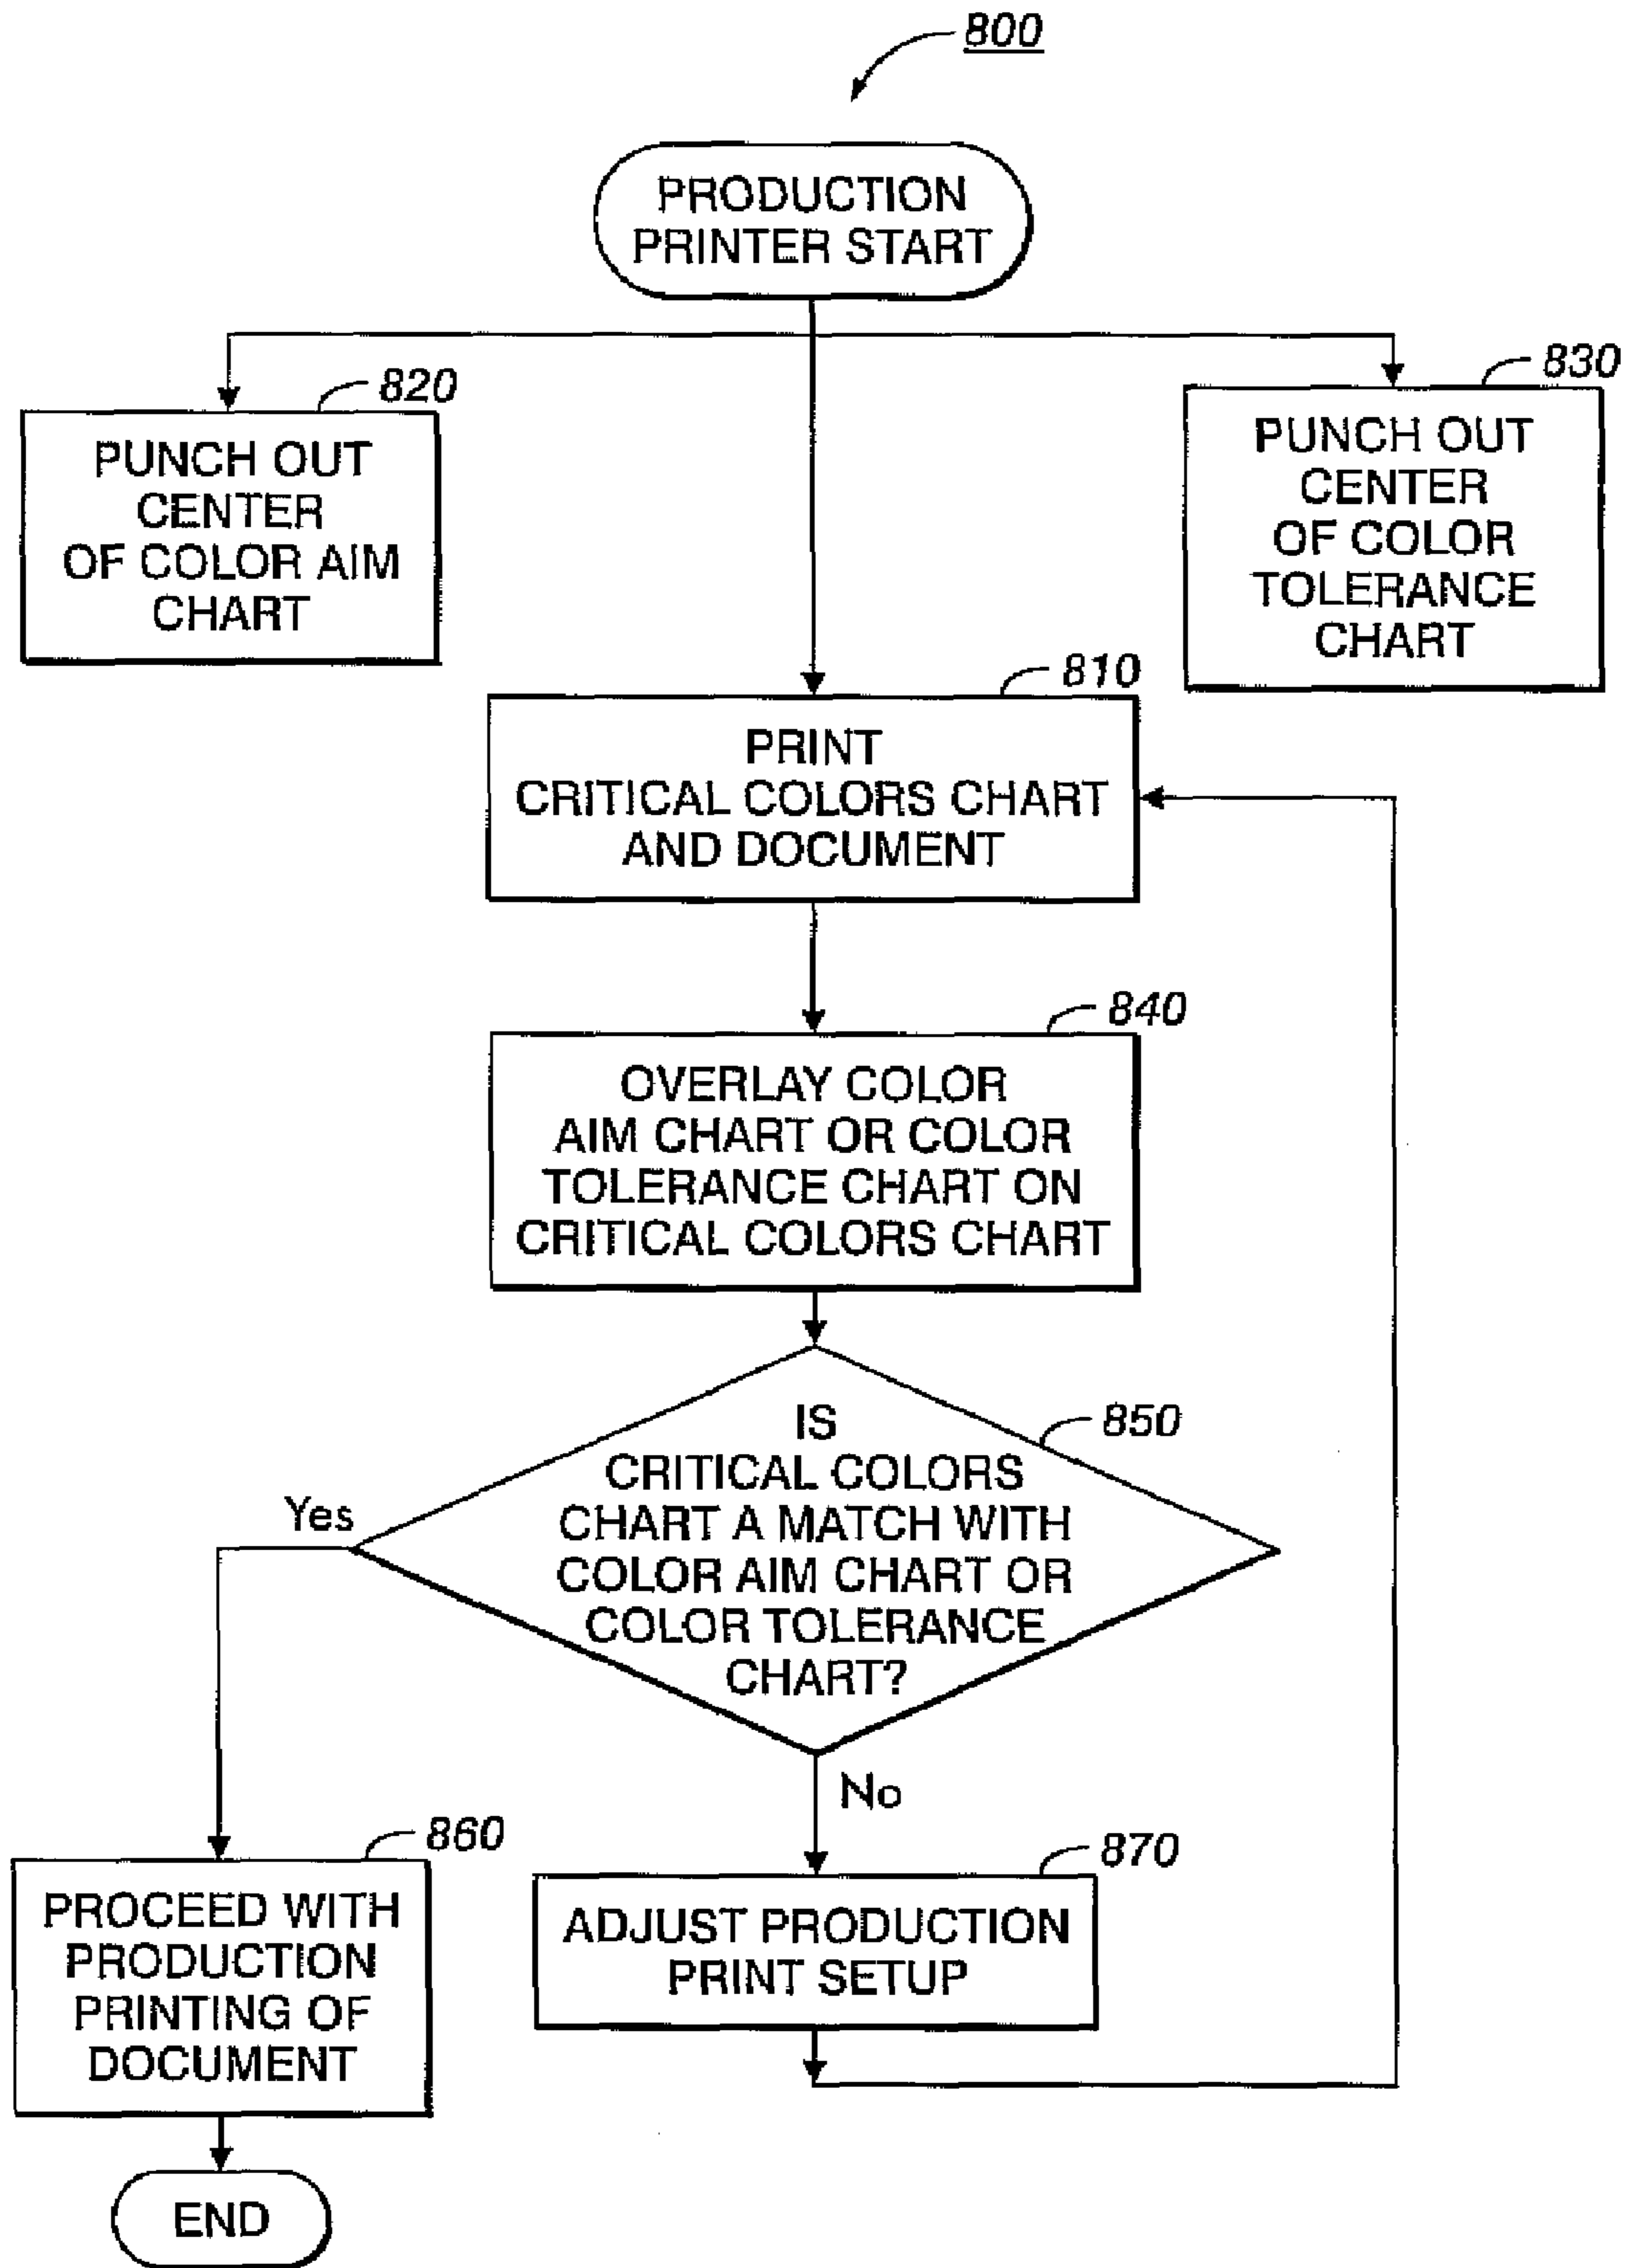 800
PRODUCTION
PRINTER START
820
PUNCH OUT
CENTER
OF COLOR AIM
CHART
830
PUNCH OUT
CENTER
OF COLOR
TOLERANCE
CHART
810
PRINT
CRITICAL COLORS CHART
AND DOCUMENT
840
OVERLAY COLOR
AIM CHART OR COLOR
TOLERANCE CHART ON
CRITICAL COLORS CHART
850
IS
CRITICAL COLORS
CHART A MATCH WITH
COLOR AIM CHART OR
COLOR TOLERANCE
CHART?
Yes
No
860
PROCEED WITH
PRODUCTION
PRINTING OF
DOCUMENT
870
ADJUST PRODUCTION
PRINT SETUP
END